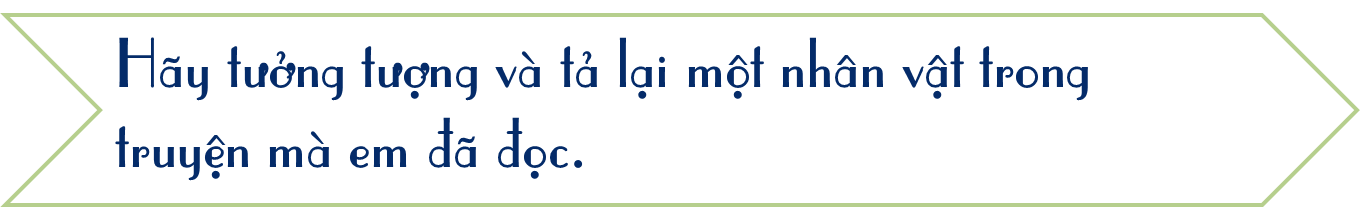 Hãy tưởng tượng và tả lại một nhân vật trong
truyện mà em đã đọc.